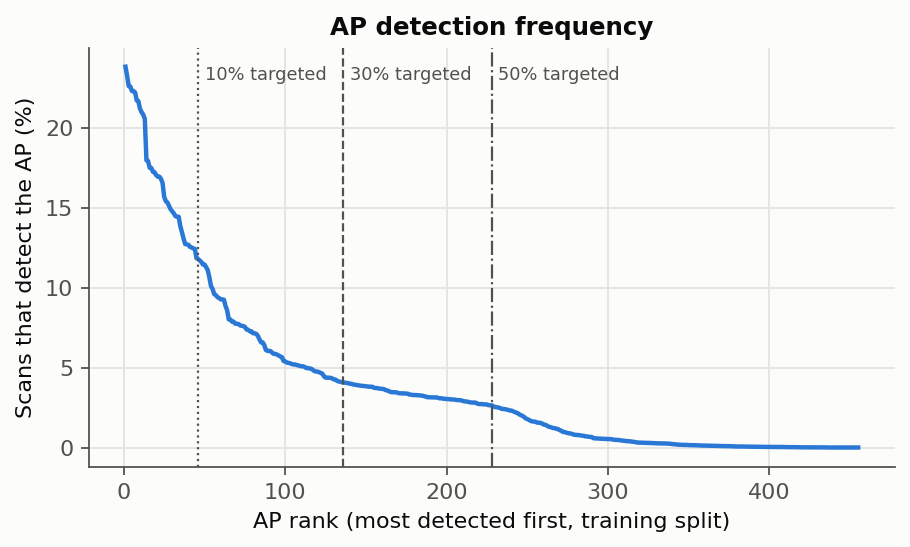 AP detection frequency
10% targeted
30% targeted
50% targeted
Scans that detect the AP (%)
20
15
10
5
0
0
100
200
300
400
AP rank (most detected first, training split)